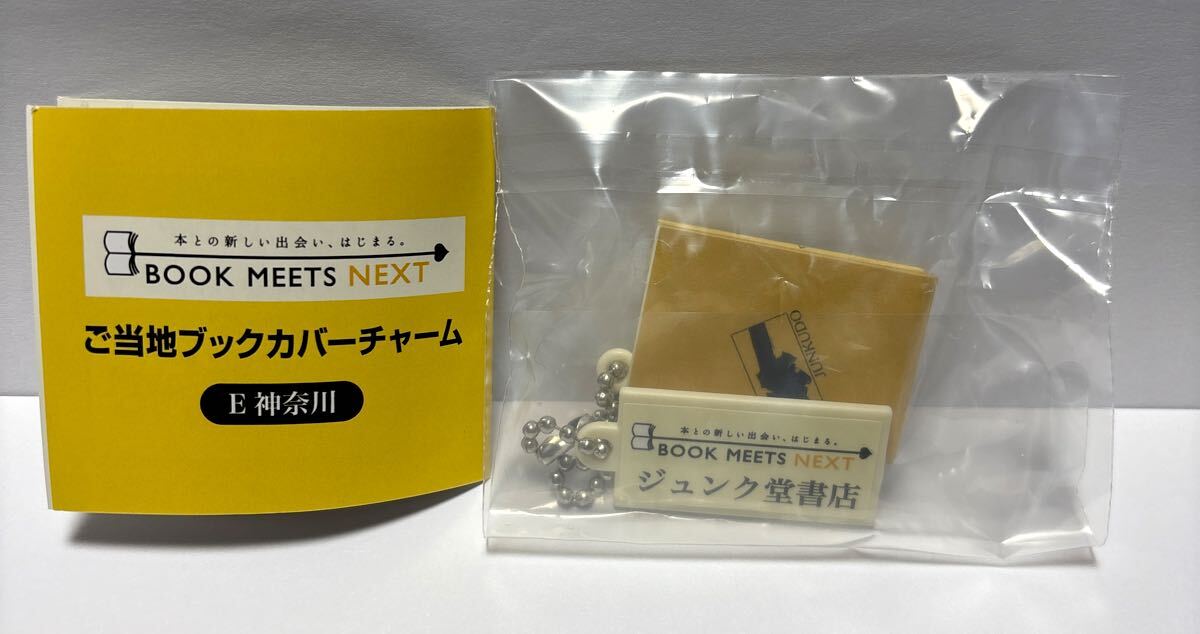 本との新しい出会い、はじまる。
BOOK MEETS NEXT
ご当地ブックカバーチャーム
E 神奈川
JUNKUDO
本との新しい出会い、はじまる。
BOOK MEETS NEXT
ジュンク堂書店